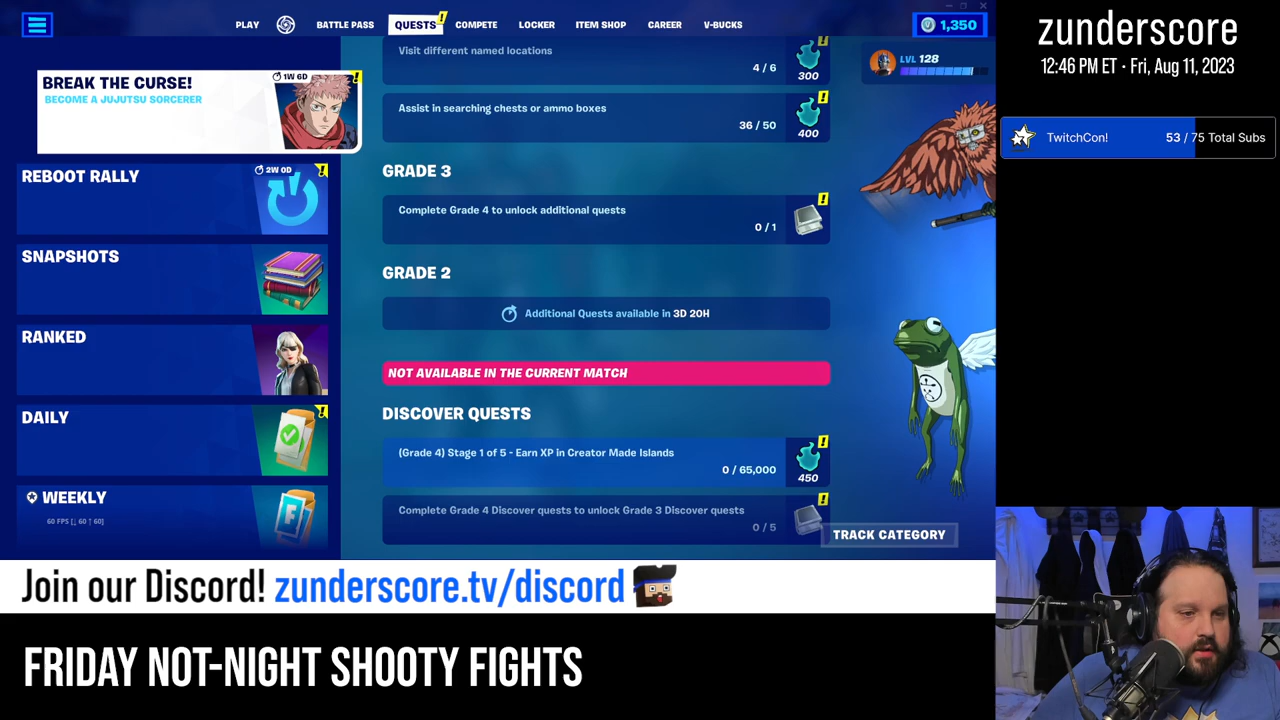 PLAY
BATTLE PASS
QUESTS
!
COMPETE
LOCKER
ITEM SHOP
CAREER
V-BUCKS
1,350
zunderscore
12:46 PM ET • Fri, Aug 11, 2023
TwitchCon!
53 / 75 Total Subs
LVL 128
BREAK THE CURSE!
BECOME A JUJUTSU SORCERER
1W 6D
!
REBOOT RALLY
2W 0D
!
SNAPSHOTS
RANKED
DAILY
!
WEEKLY
60 FPS [↓ 60 ↑ 60]
Visit different named locations
4 / 6
!
300
Assist in searching chests or ammo boxes
36 / 50
!
400
GRADE 3
Complete Grade 4 to unlock additional quests
0 / 1
!
GRADE 2
Additional Quests available in 3D 20H
NOT AVAILABLE IN THE CURRENT MATCH
DISCOVER QUESTS
(Grade 4) Stage 1 of 5 - Earn XP in Creator Made Islands
0 / 65,000
!
450
Complete Grade 4 Discover quests to unlock Grade 3 Discover quests
0 / 5
!
TRACK CATEGORY
Join our Discord! zunderscore.tv/discord
FRIDAY NOT-NIGHT SHOOTY FIGHTS